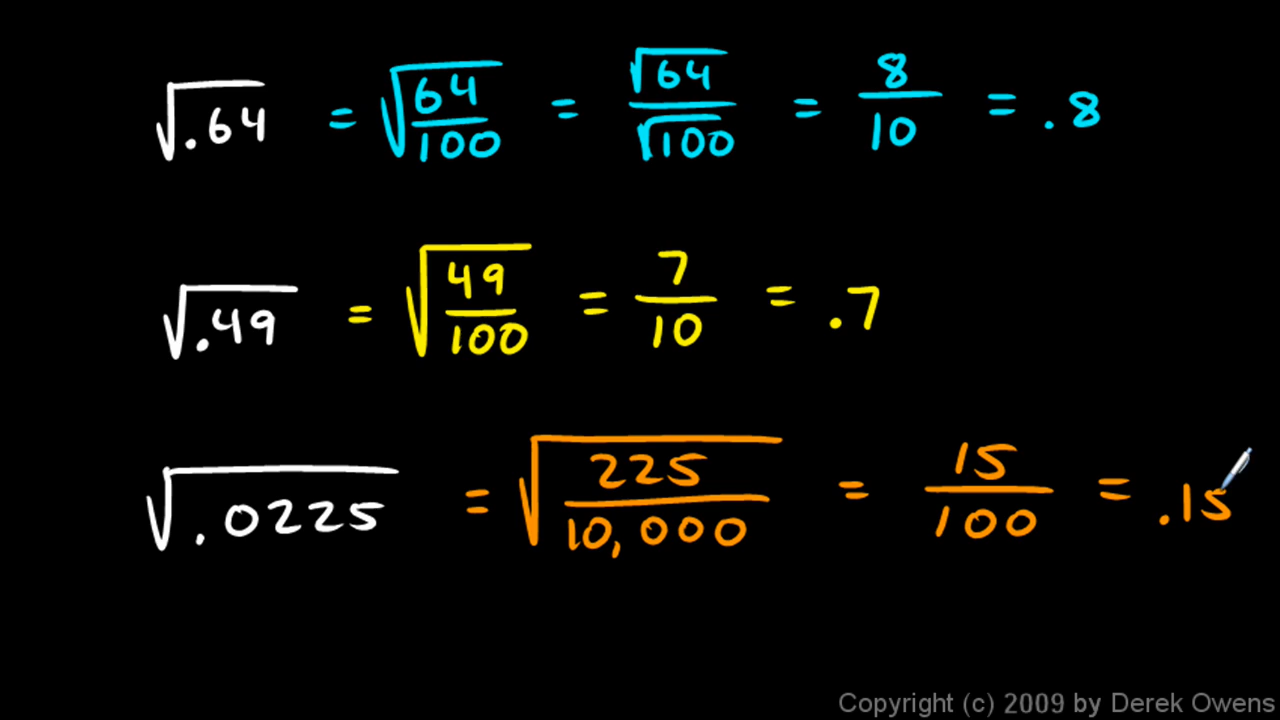 √.64 = √(64/100) = √64/√100 = 8/10 = .8
√.49 = √(49/100) = 7/10 = .7
√.0225 = √(225/10,000) = 15/100 = .15
Copyright (c) 2009 by Derek Owens